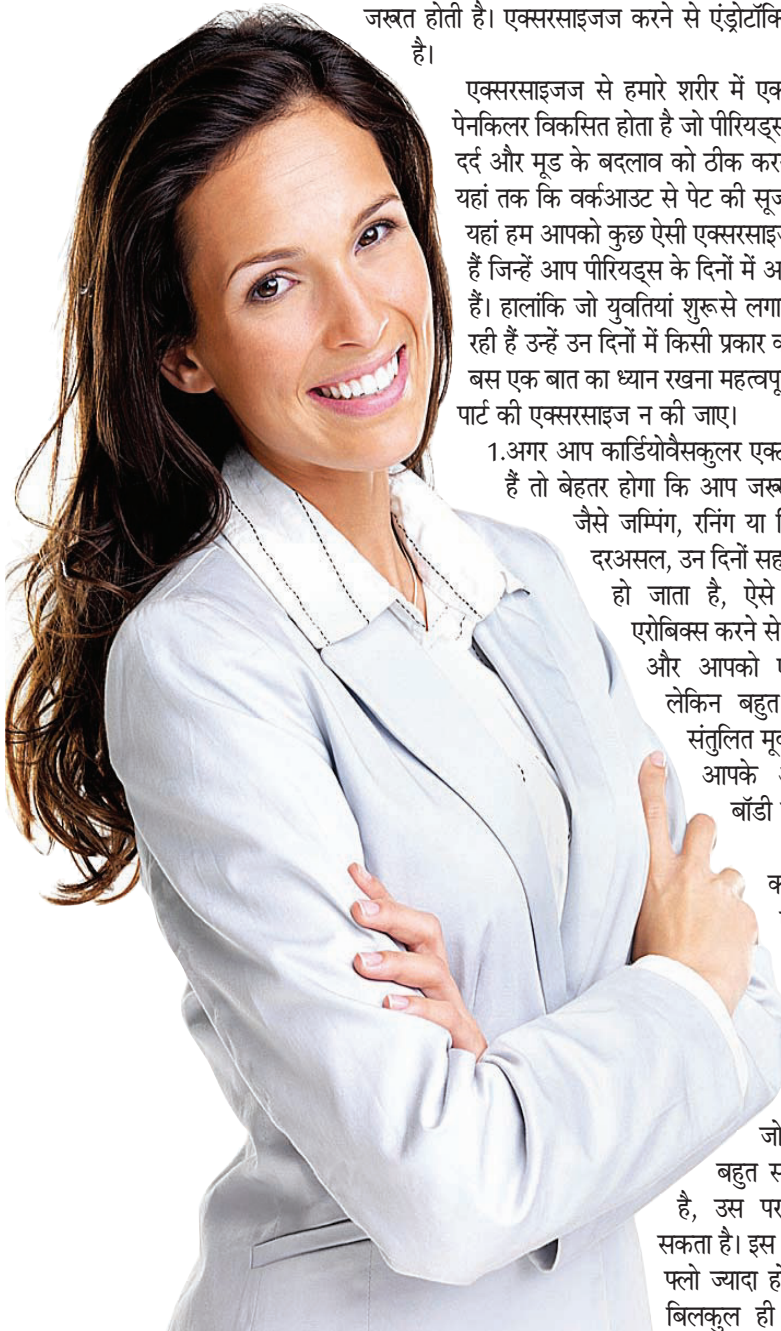 जरूरत होती है। एक्सरसाइजज करने से एंड्रोटॉक्सि
है।
एक्सरसाइजज से हमारे शरीर में एक
पेनकिलर विकसित होता है जो पीरियड्स
दर्द और मूड के बदलाव को ठीक कर
यहां तक कि वर्कआउट से पेट की सूज
यहां हम आपको कुछ ऐसी एक्सरसाइज
हैं जिन्हें आप पीरियड्स के दिनों में अ
हैं। हालांकि जो युवतियां शुरू से लगा
रही हैं उन्हें उन दिनों में किसी प्रकार व
बस एक बात का ध्यान रखना महत्वपू
पार्ट की एक्सरसाइज न की जाए।
1.अगर आप कार्डियोवैसकुलर एक्
हैं तो बेहतर होगा कि आप जरू
जैसे जम्पिंग, रनिंग या
दरअसल, उन दिनों सह
हो जाता है, ऐसे
एरोबिक्स करने से
और आपको
लेकिन बहुत
संतुलित मू
आपके
बॉडी
क
जो
बहुत स
है, उस पर
सकता है। इस
फ्लो ज्यादा हो
बिलकुल ही